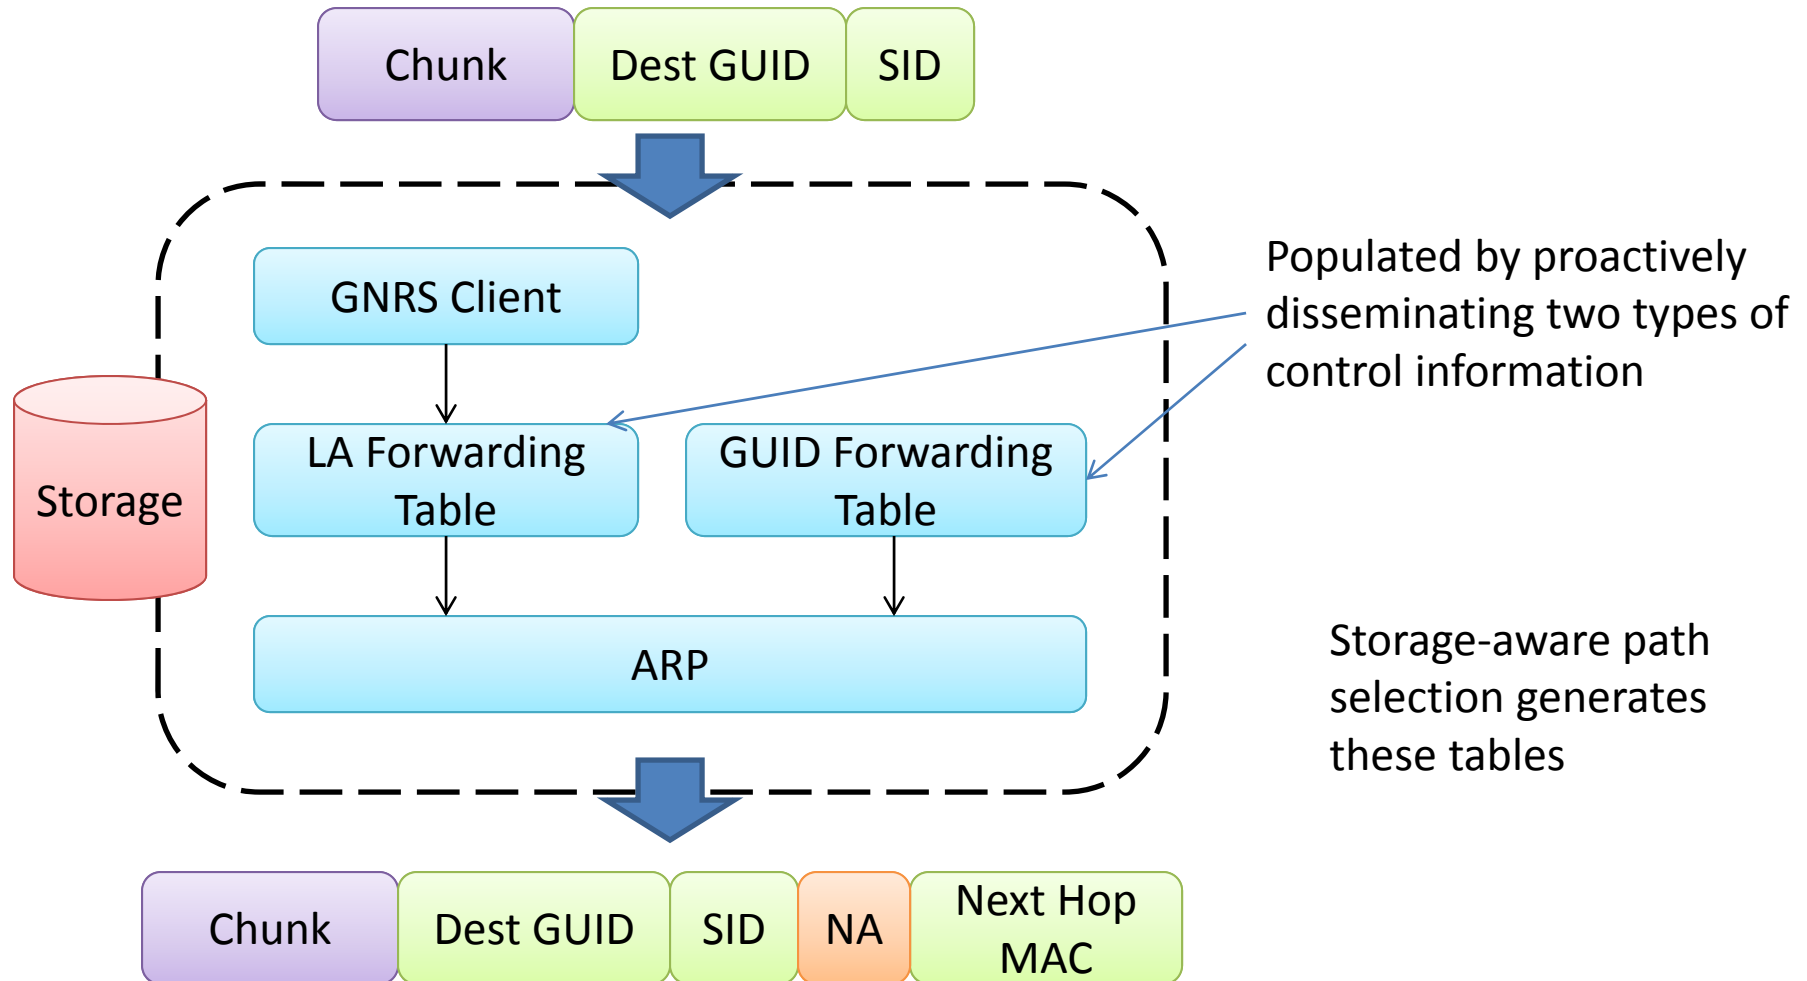 Chunk
Dest GUID
SID
GNRS Client
Populated by proactively
disseminating two types of
control information
LA Forwarding
Table
GUID Forwarding
Table
Storage
ARP
Storage-aware path
selection generates
these tables
Chunk
Dest GUID
SID
NA
Next Hop
MAC